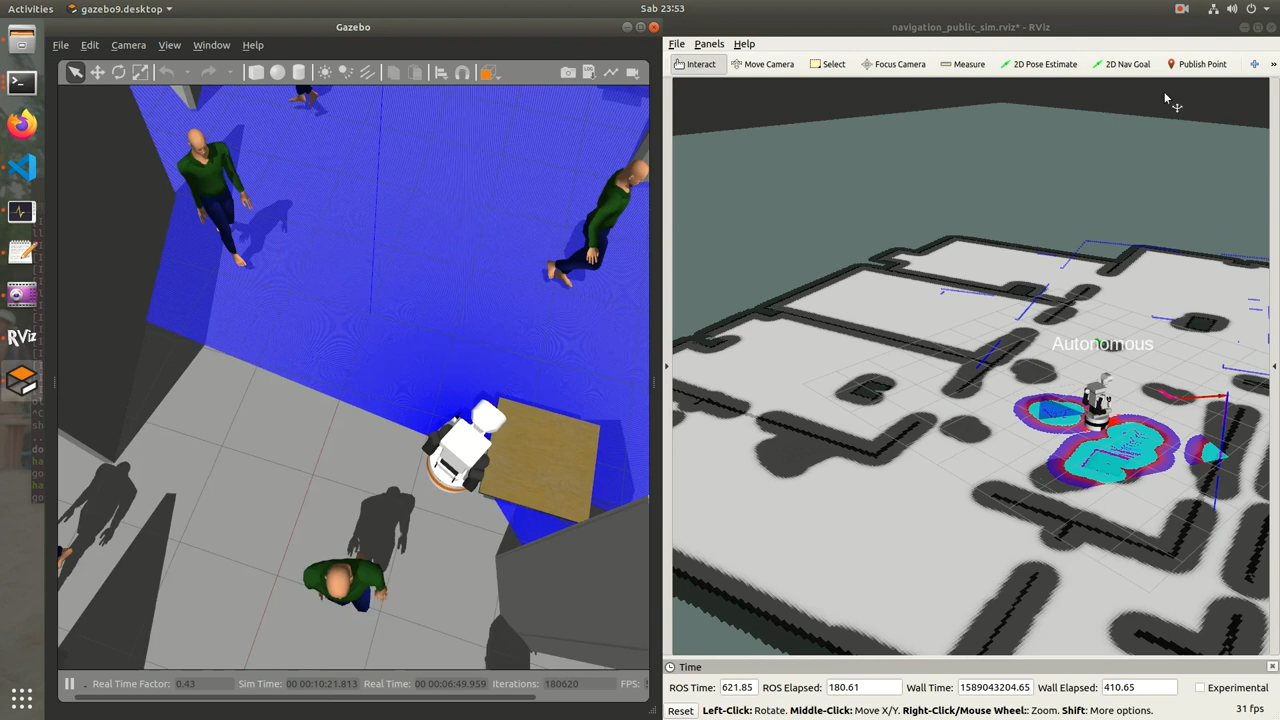 Activities
gazebo9.desktop
Sab 23:53
Gazebo
File Edit Camera View Window Help
Real Time Factor: 0.43 Sim Time: 00 00:10:21.813 Real Time: 00 00:06:49.959 Iterations: 180620 FPS:
navigation_public_sim.rviz* - RViz
File Panels Help
Interact Move Camera Select Focus Camera Measure 2D Pose Estimate 2D Nav Goal Publish Point
Autonomous
Time
ROS Time: 621.85 ROS Elapsed: 180.61 Wall Time: 1589043204.65 Wall Elapsed: 410.65 Experimental
Reset Left-Click: Rotate. Middle-Click: Move X/Y. Right-Click/Mouse Wheel:: Zoom. Shift: More options. 31 fps
RViz